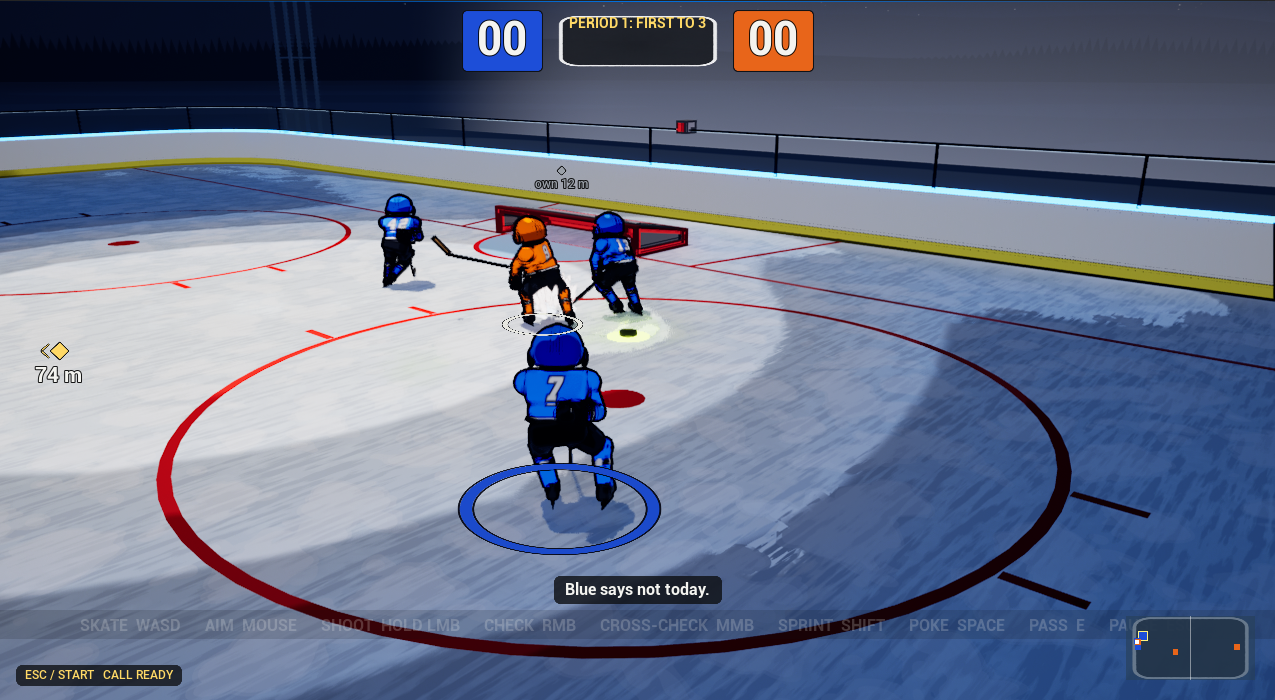 00
PERIOD 1: FIRST TO 3
00
own 12 m
74 m
7
Blue says not today.
SKATE WASD AIM MOUSE SHOOT HOLD LMB CHECK RMB CROSS-CHECK MMB SPRINT SHIFT POKE SPACE PASS E
ESC / START CALL READY